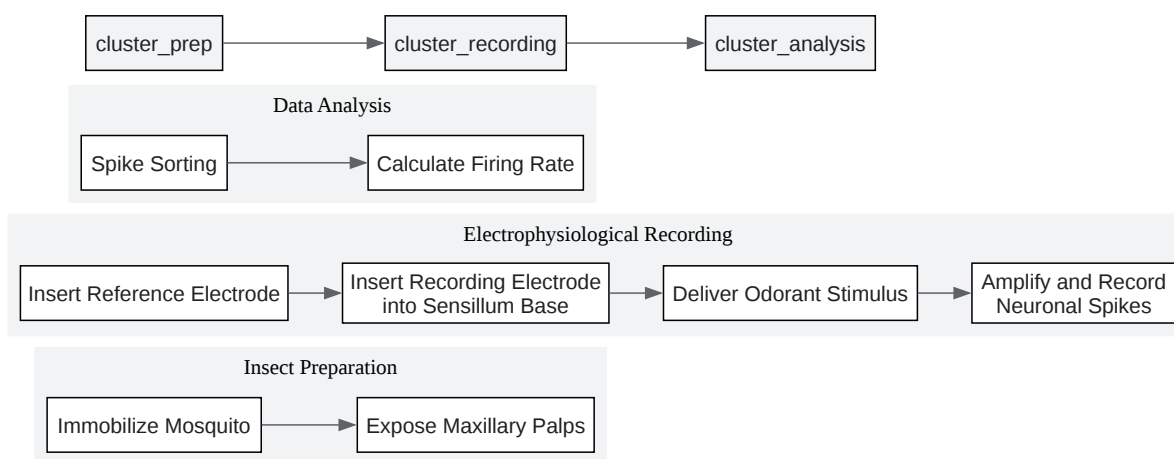 cluster_prep
cluster_recording
cluster_analysis
Data Analysis
Spike Sorting
Calculate Firing Rate
Electrophysiological Recording
Insert Reference Electrode
Insert Recording Electrode
into Sensillum Base
Deliver Odorant Stimulus
Amplify and Record
Neuronal Spikes
Insect Preparation
Immobilize Mosquito
Expose Maxillary Palps